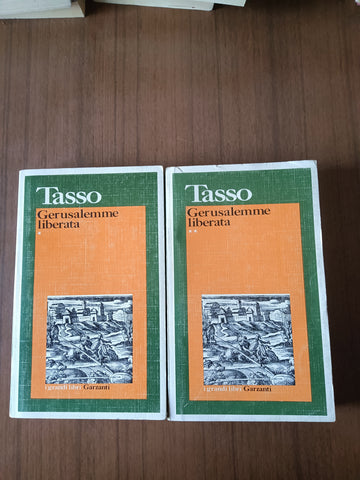 Tasso
Gerusalemme
liberata
*
i grandi libri Garzanti
Tasso
Gerusalemme
liberata
**
i grandi libri Garzanti